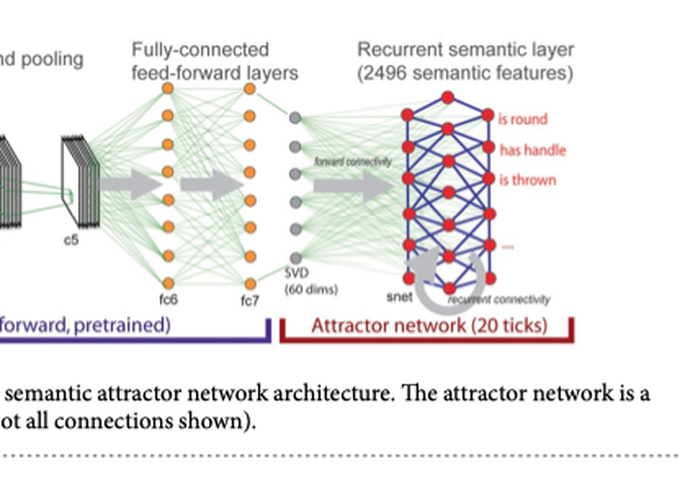 nd pooling
Fully-connected
feed-forward layers
Recurrent semantic layer
(2496 semantic features)
is round
has handle
is thrown
....
forward connectivity
c5
fc6
fc7
SVD
(60 dims)
snet
recurrent connectivity
forward, pretrained)
Attractor network (20 ticks)
semantic attractor network architecture. The attractor network is a
ot all connections shown).